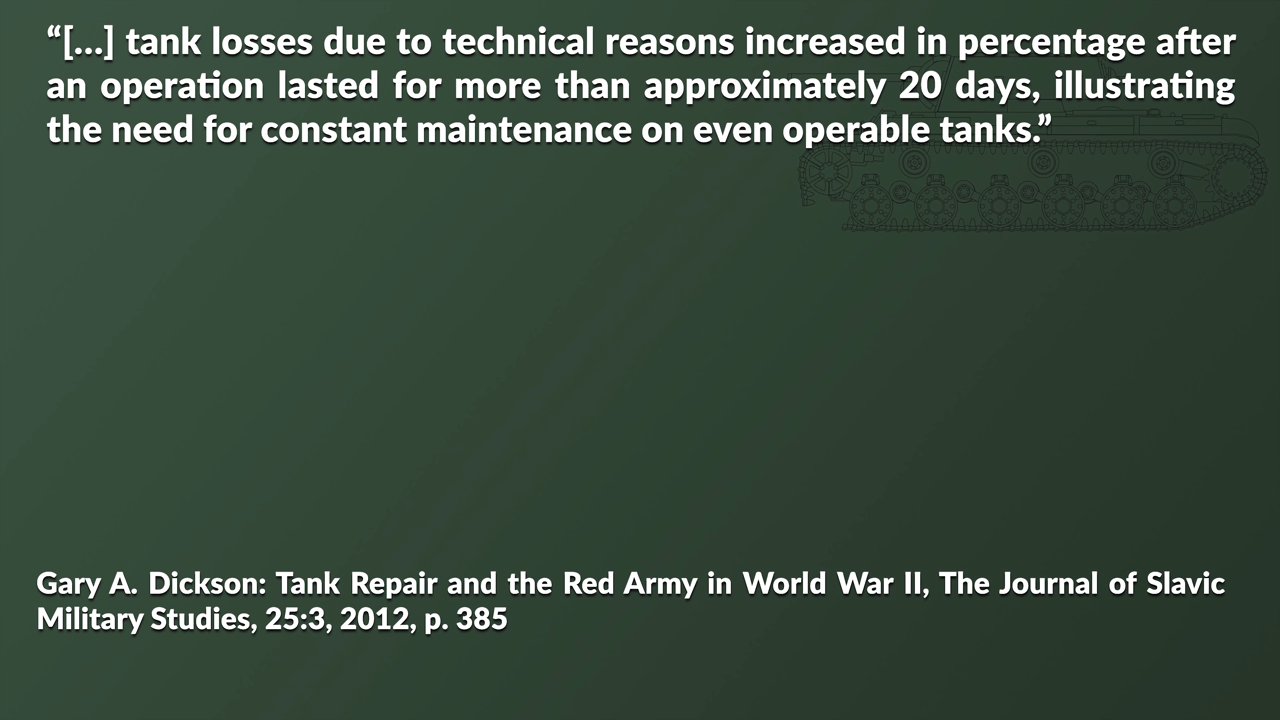 “[...] tank losses due to technical reasons increased in percentage after
an operation lasted for more than approximately 20 days, illustrating
the need for constant maintenance on even operable tanks.”
Gary A. Dickson: Tank Repair and the Red Army in World War II, The Journal of Slavic
Military Studies, 25:3, 2012, p. 385